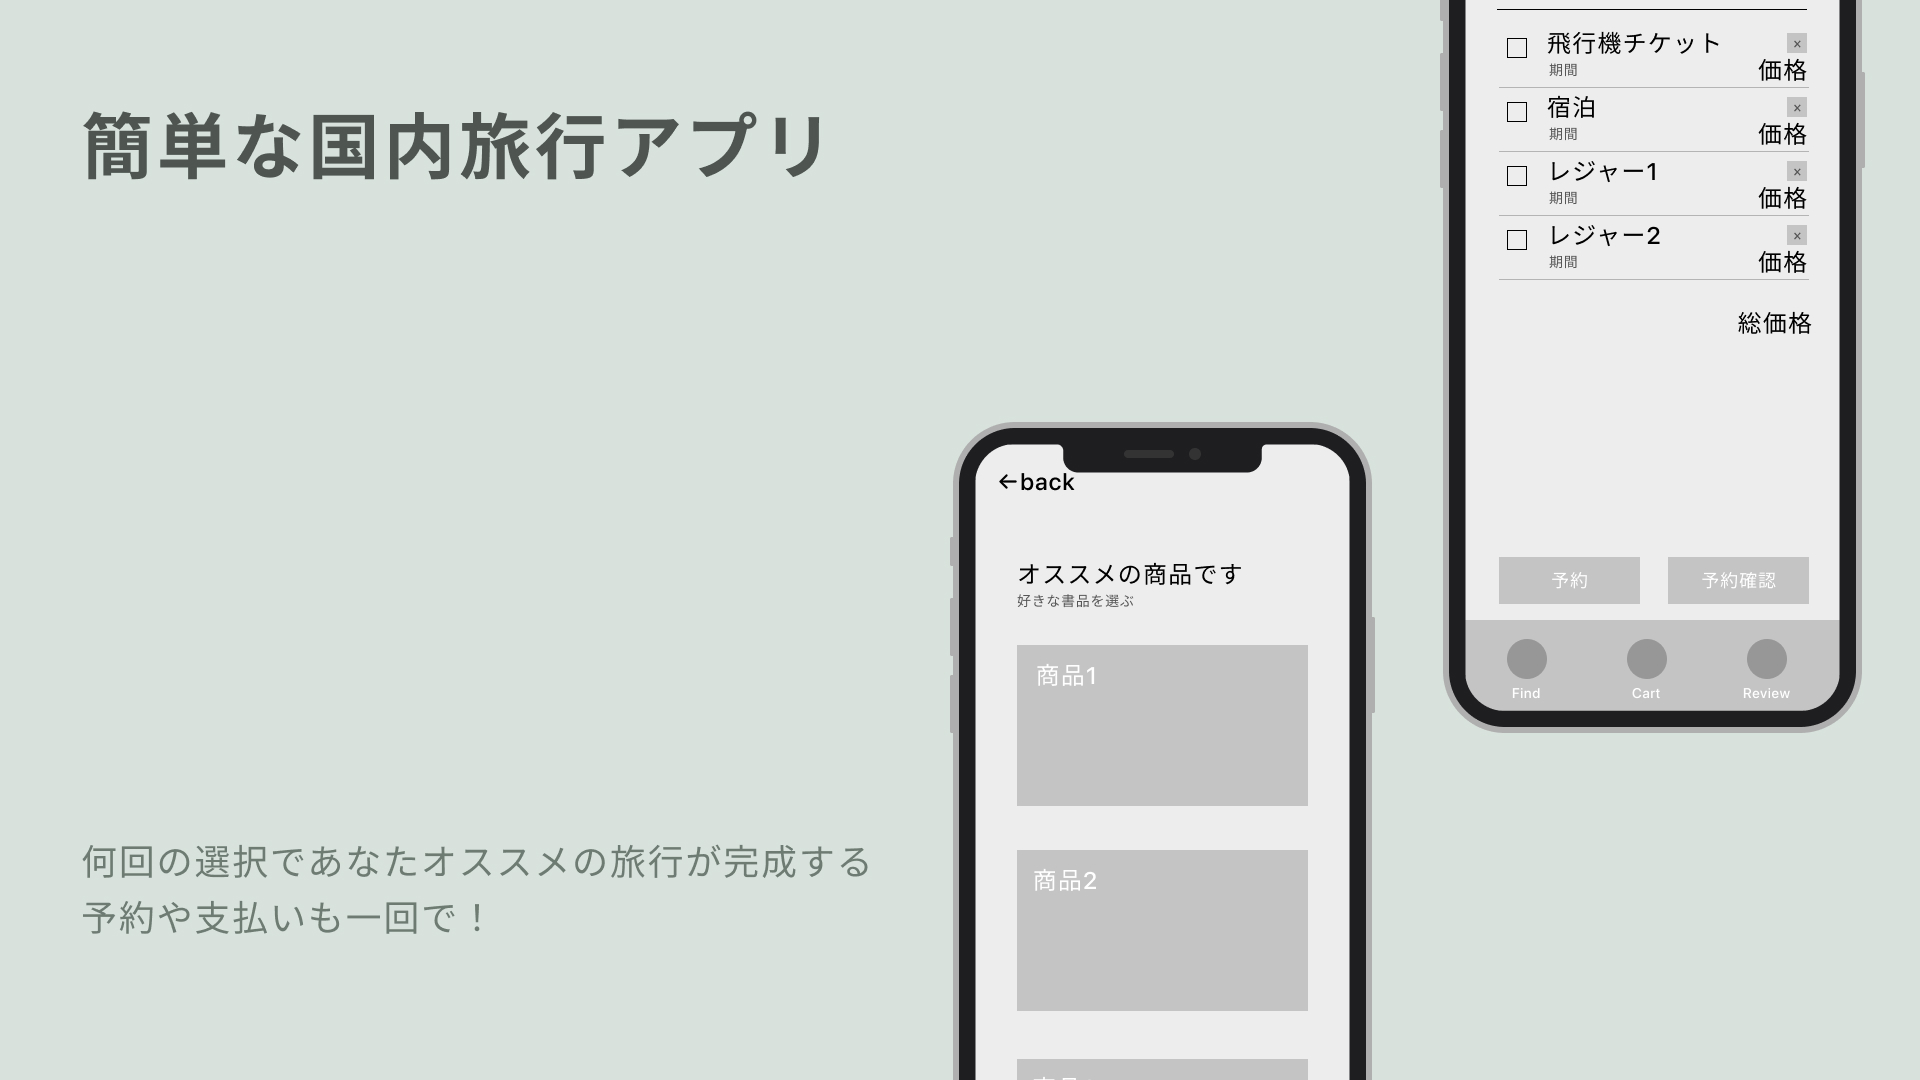 簡単な国内旅行アプリ
何回の選択であなたオススメの旅行が完成する
予約や支払いも一回で！
←back
オススメの商品です
好きな書品を選ぶ
商品1
商品2
飛行機チケット
×
期間
価格
宿泊
×
期間
価格
レジャー1
×
期間
価格
レジャー2
×
期間
価格
総価格
予約
予約確認
Find
Cart
Review